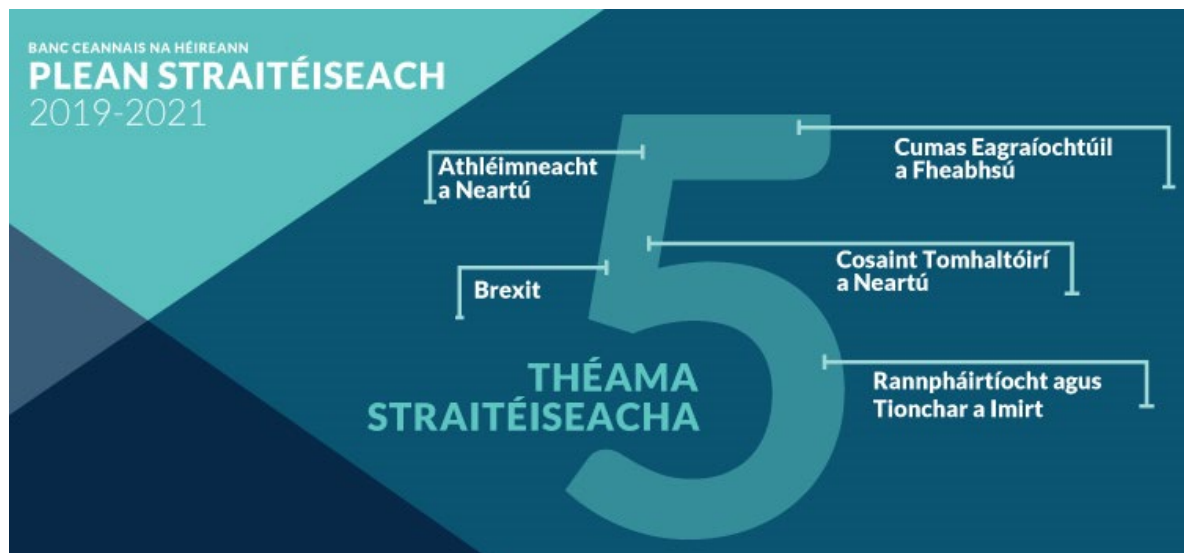 BANC CEANNAIS NA HÉIREANN
PLEAN STRAITÉISEACH
2019-2021
Athléimneacht
a Neartú
Brexit
5
THÉAMA
STRAITÉISEACHA
Cumas Eagraíochtúil
a Fheabhsú
Cosaint Tomhaltóirí
a Neartú
Rannpháirtíocht agus
Tionchar a Imirt